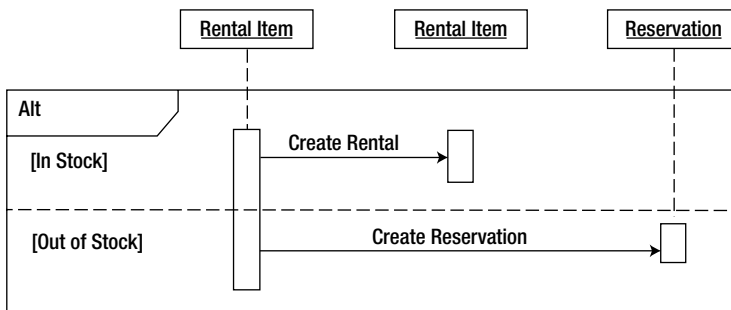 Rental Item
Rental Item
Reservation
Alt
Create Rental
[In Stock]
[Out of Stock]
Create Reservation